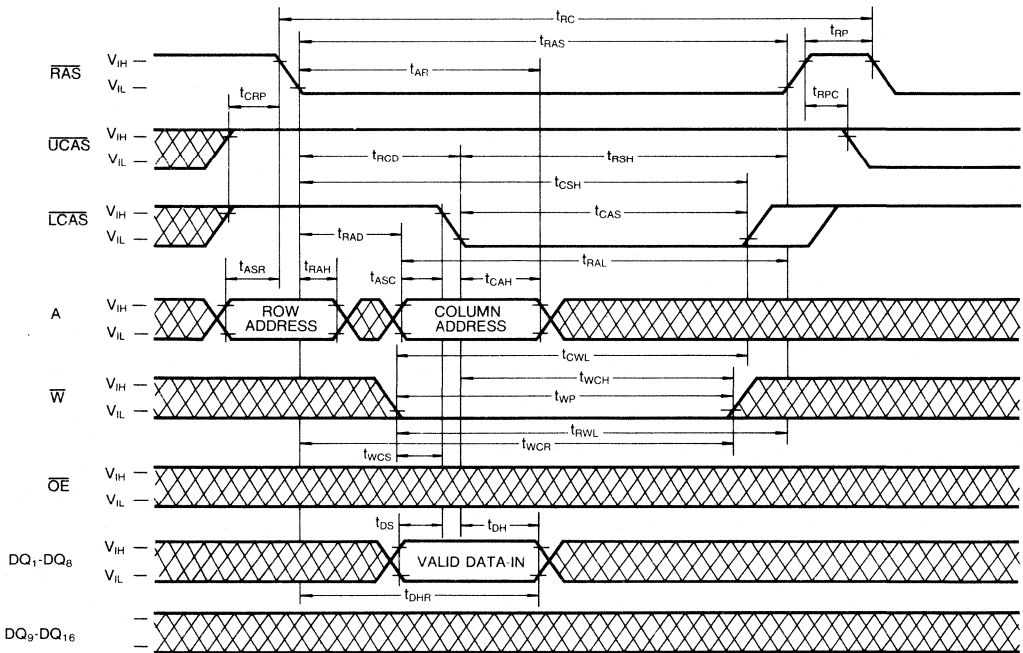 tRC
tRP
tRAS
RAS
VIH
VIL
tAR
tCRP
tRPC
UCAS
VIH
VIL
tRCD
tRSH
tCSH
LCAS
VIH
VIL
tCAS
tRAD
tRAL
tASR
tRAH
tASC
tCAH
A
VIH
VIL
ROW ADDRESS
COLUMN ADDRESS
tCWL
W
VIH
VIL
tWCH
tWP
tRWL
tWCR
tWCS
OE
VIH
VIL
tDS
tDH
DQ1-DQ8
VIH
VIL
VALID DATA-IN
tDHR
DQ9-DQ16